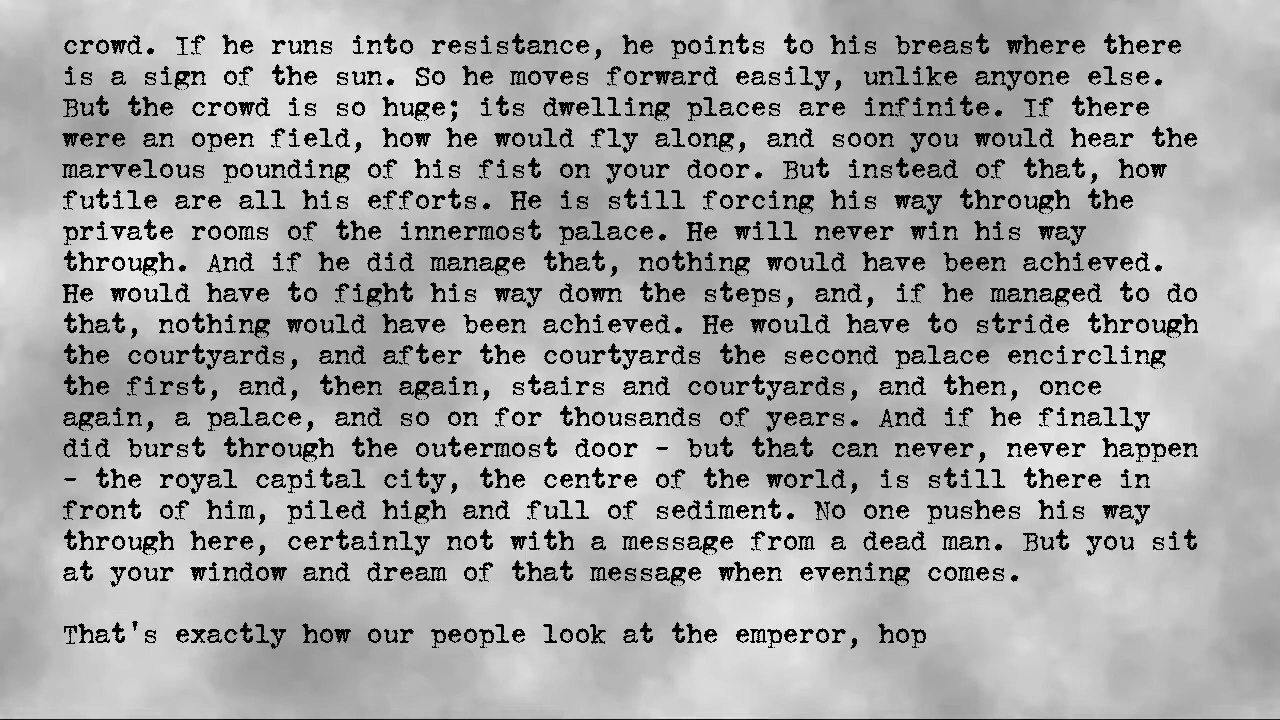 crowd. If he runs into resistance, he points to his breast where there
is a sign of the sun. So he moves forward easily, unlike anyone else.
But the crowd is so huge; its dwelling places are infinite. If there
were an open field, how he would fly along, and soon you would hear the
marvelous pounding of his fist on your door. But instead of that, how
futile are all his efforts. He is still forcing his way through the
private rooms of the innermost palace. He will never win his way
through. And if he did manage that, nothing would have been achieved.
He would have to fight his way down the steps, and, if he managed to do
that, nothing would have been achieved. He would have to stride through
the courtyards, and after the courtyards the second palace encircling
the first, and, then again, stairs and courtyards, and then, once
again, a palace, and so on for thousands of years. And if he finally
did burst through the outermost door - but that can never, never happen
- the royal capital city, the centre of the world, is still there in
front of him, piled high and full of sediment. No one pushes his way
through here, certainly not with a message from a dead man. But you sit
at your window and dream of that message when evening comes.

That's exactly how our people look at the emperor, hop